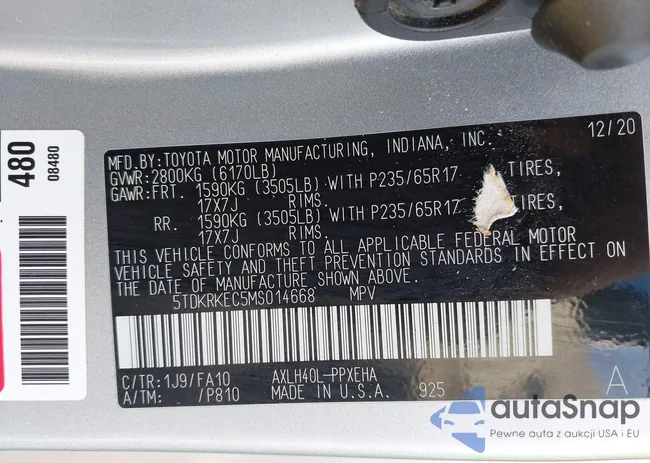 480
08480
12/20
MFD.BY:TOYOTA MOTOR MANUFACTURING, INDIANA, INC.
GVWR:2800KG (6170LB)
GAWR:FRT. 1590KG (3505LB) WITH P235/65R17 TIRES,
17X7J RIMS.
RR. 1590KG (3505LB) WITH P235/65R17 TIRES,
17X7J RIMS.
THIS VEHICLE CONFORMS TO ALL APPLICABLE FEDERAL MOTOR
VEHICLE SAFETY AND THEFT PREVENTION STANDARDS IN EFFECT ON
THE DATE OF MANUFACTURE SHOWN ABOVE.
5TDKRKEC5MS014668 MPV
C/TR:1J9/FA10 AXLH40L-PPXEHA
A/TM: /P810 MADE IN U.S.A. 925 A
autaSnap
Pewne auta z aukcji USA i EU